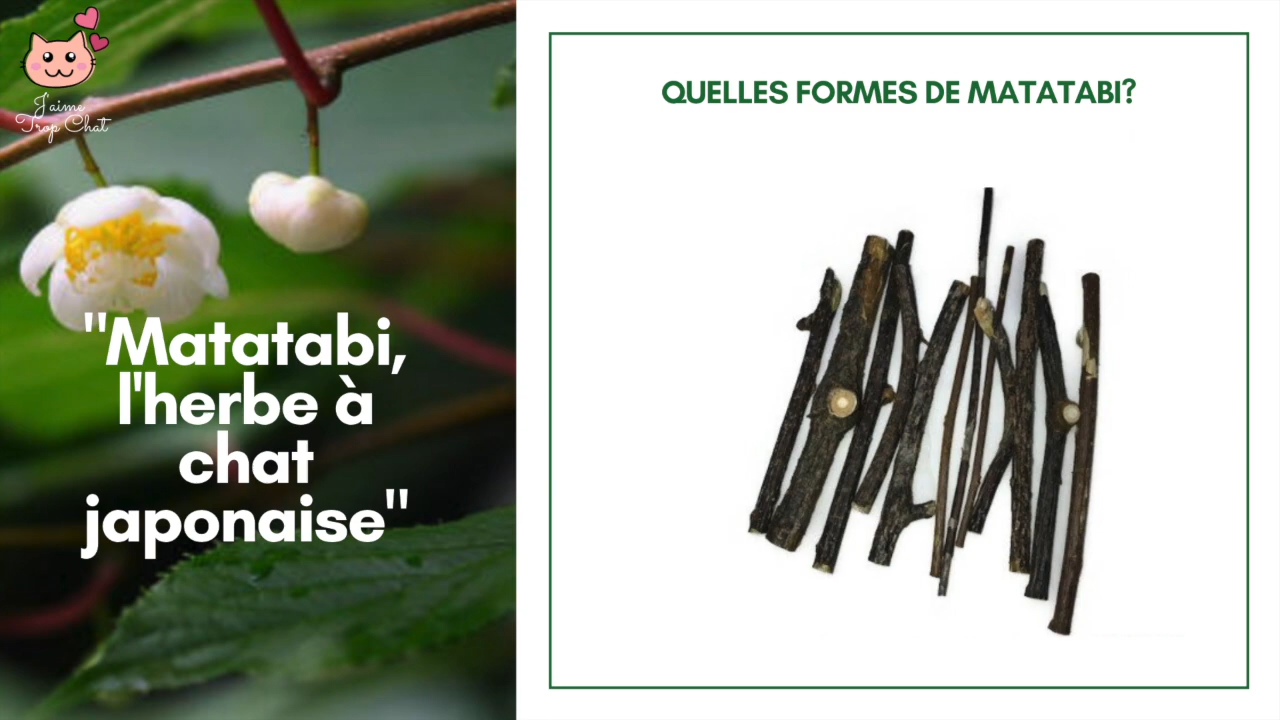 J'aime
Trop Chat
"Matatabi,
l'herbe à
chat
japonaise"
QUELLES FORMES DE MATATABI?